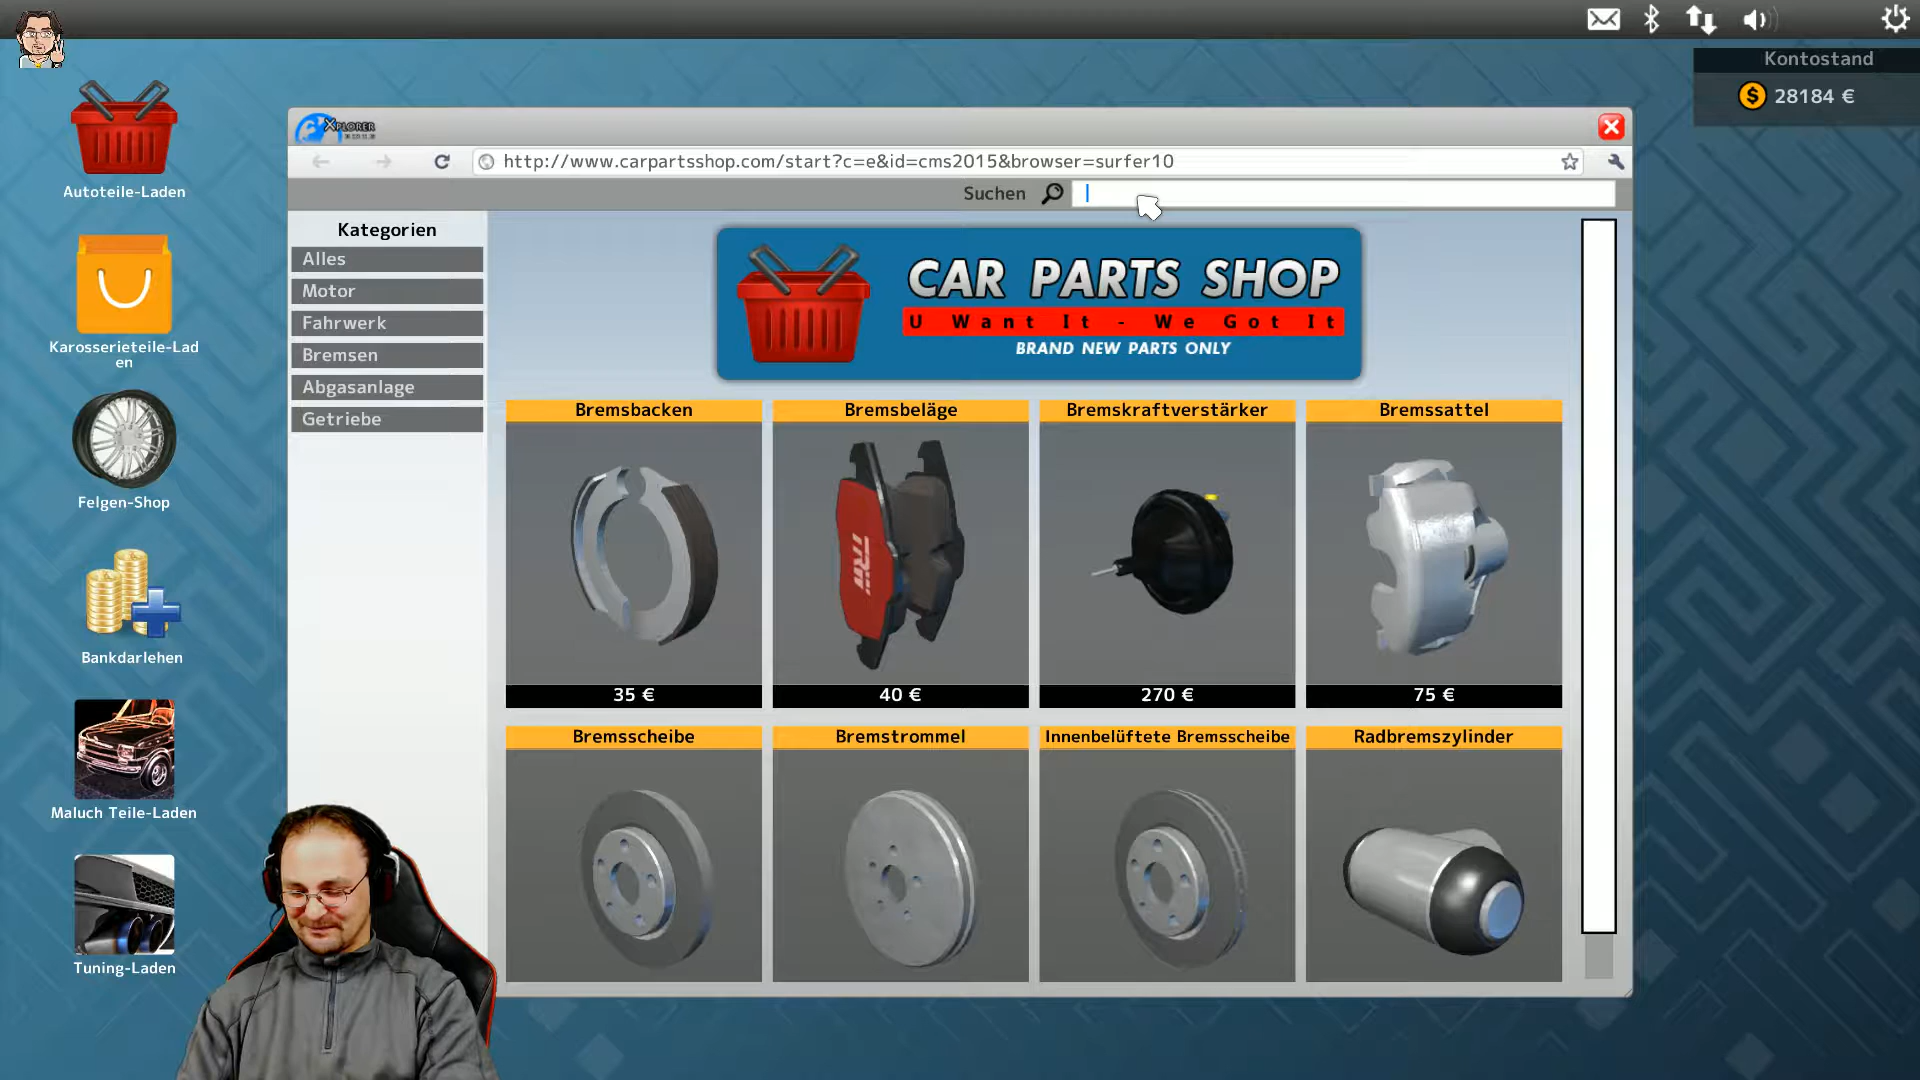 Kontostand
28184 €
Autoteile-Laden
Karosserieteile-Lad
en
Felgen-Shop
Bankdarlehen
Maluch Teile-Laden
Tuning-Laden
XPLORER
http://www.carpartsshop.com/start?c=e&id=cms2015&browser=surfer10
Suchen
Kategorien
Alles
Motor
Fahrwerk
Bremsen
Abgasanlage
Getriebe
CAR PARTS SHOP
U Want It - We Got It
BRAND NEW PARTS ONLY
Bremsbacken
Bremsbeläge
Bremskraftverstärker
Bremssattel
TRW
35 €
40 €
270 €
75 €
Bremsscheibe
Bremstrommel
Innenbelüftete Bremsscheibe
Radbremszylinder